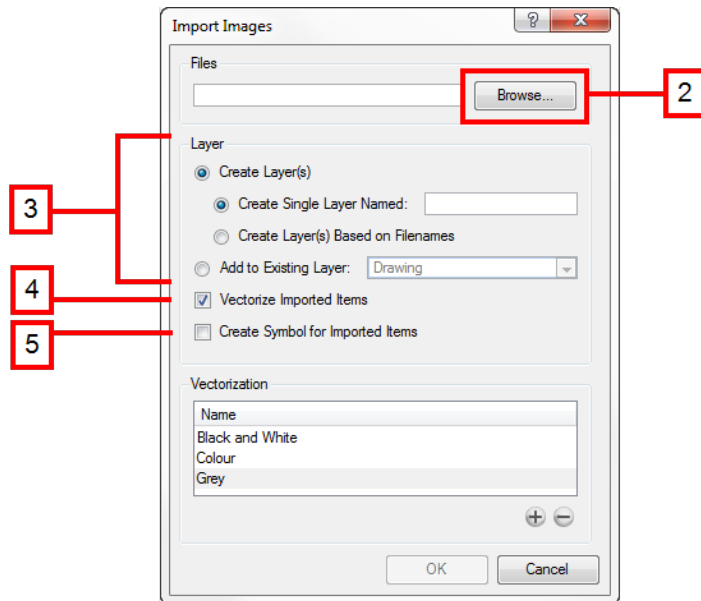 Import Images
?
X
Files
Browse...
2
Layer
Create Layer(s)
Create Single Layer Named:
3
Create Layer(s) Based on Filenames
Add to Existing Layer: Drawing
4
Vectorize Imported Items
5
Create Symbol for Imported Items
Vectorization
Name
Black and White
Colour
Grey
OK Cancel